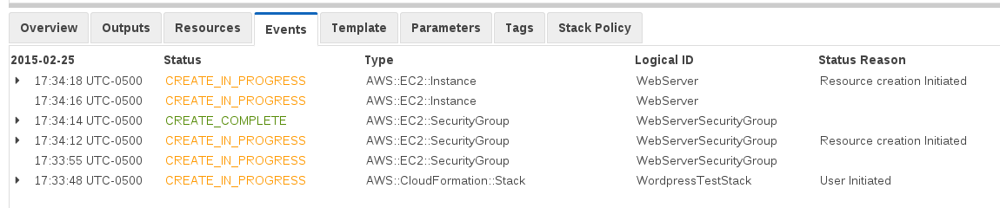 Overview Outputs Resources Events Template Parameters Tags Stack Policy
2015-02-25 Status Type Logical ID Status Reason
17:34:18 UTC-0500 CREATE_IN_PROGRESS AWS::EC2::Instance WebServer Resource creation Initiated
17:34:16 UTC-0500 CREATE_IN_PROGRESS AWS::EC2::Instance WebServer
17:34:14 UTC-0500 CREATE_COMPLETE AWS::EC2::SecurityGroup WebServerSecurityGroup
17:34:12 UTC-0500 CREATE_IN_PROGRESS AWS::EC2::SecurityGroup WebServerSecurityGroup Resource creation Initiated
17:33:55 UTC-0500 CREATE_IN_PROGRESS AWS::EC2::SecurityGroup WebServerSecurityGroup
17:33:48 UTC-0500 CREATE_IN_PROGRESS AWS::CloudFormation::Stack WordpressTestStack User Initiated